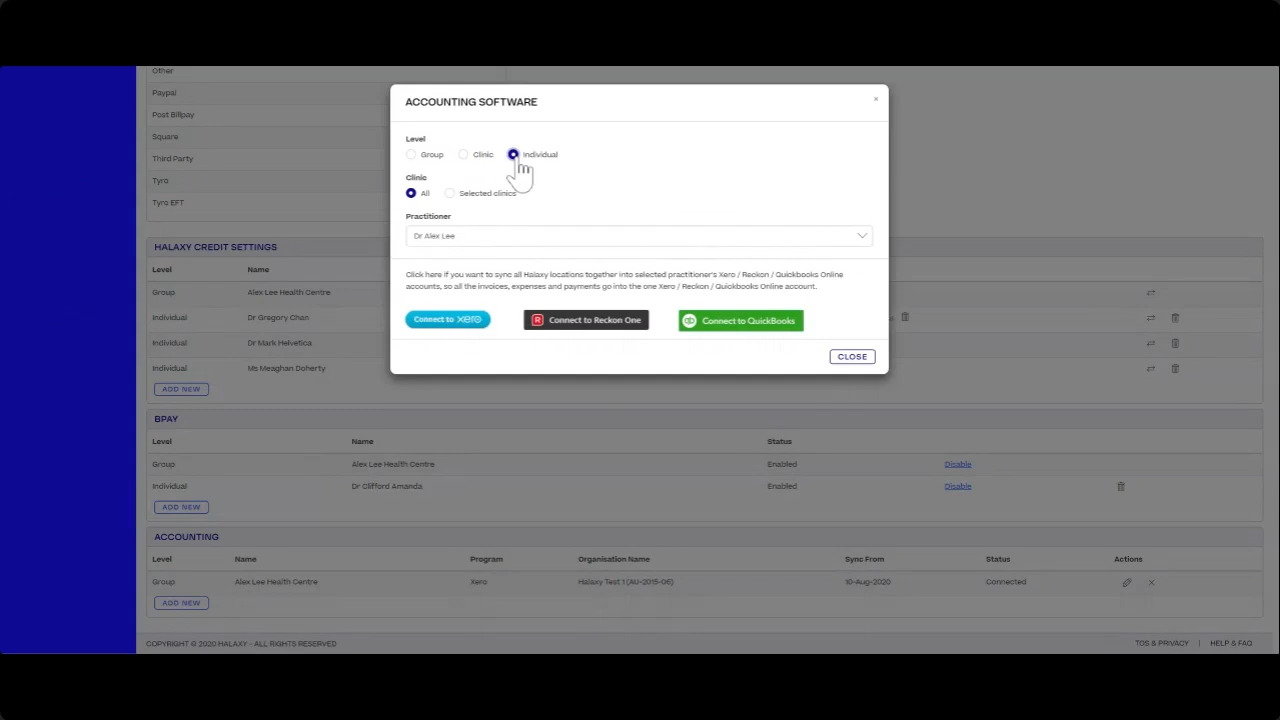 Other
Paypal
Post Billpay
Square
Third Party
Tyro
Tyro EFT
ACCOUNTING SOFTWARE ×
Level
Group Clinic Individual
Clinic
All Selected clinics
Practitioner
Dr Alex Lee
Click here if you want to sync all Halaxy locations together into selected practitioner's Xero / Reckon / Quickbooks Online
accounts, so all the invoices, expenses and payments go into the one Xero / Reckon / Quickbooks Online account.
Connect to xero R Connect to Reckon One qb Connect to QuickBooks
CLOSE
HALAXY CREDIT SETTINGS
Level Name
Group Alex Lee Health Centre
Individual Dr Gregory Chan
Individual Dr Mark Helvetica
Individual Ms Meaghan Doherty
ADD NEW
BPAY
Level Name Status
Group Alex Lee Health Centre Enabled Disable
Individual Dr Clifford Amanda Enabled Disable
ADD NEW
ACCOUNTING
Level Name Program Organisation Name Sync From Status Actions
Group Alex Lee Health Centre Xero Halaxy Test 1 (AU-2015-06) 10-Aug-2020 Connected
ADD NEW
COPYRIGHT © 2020 HALAXY - ALL RIGHTS RESERVED TOS & PRIVACY | HELP & FAQ